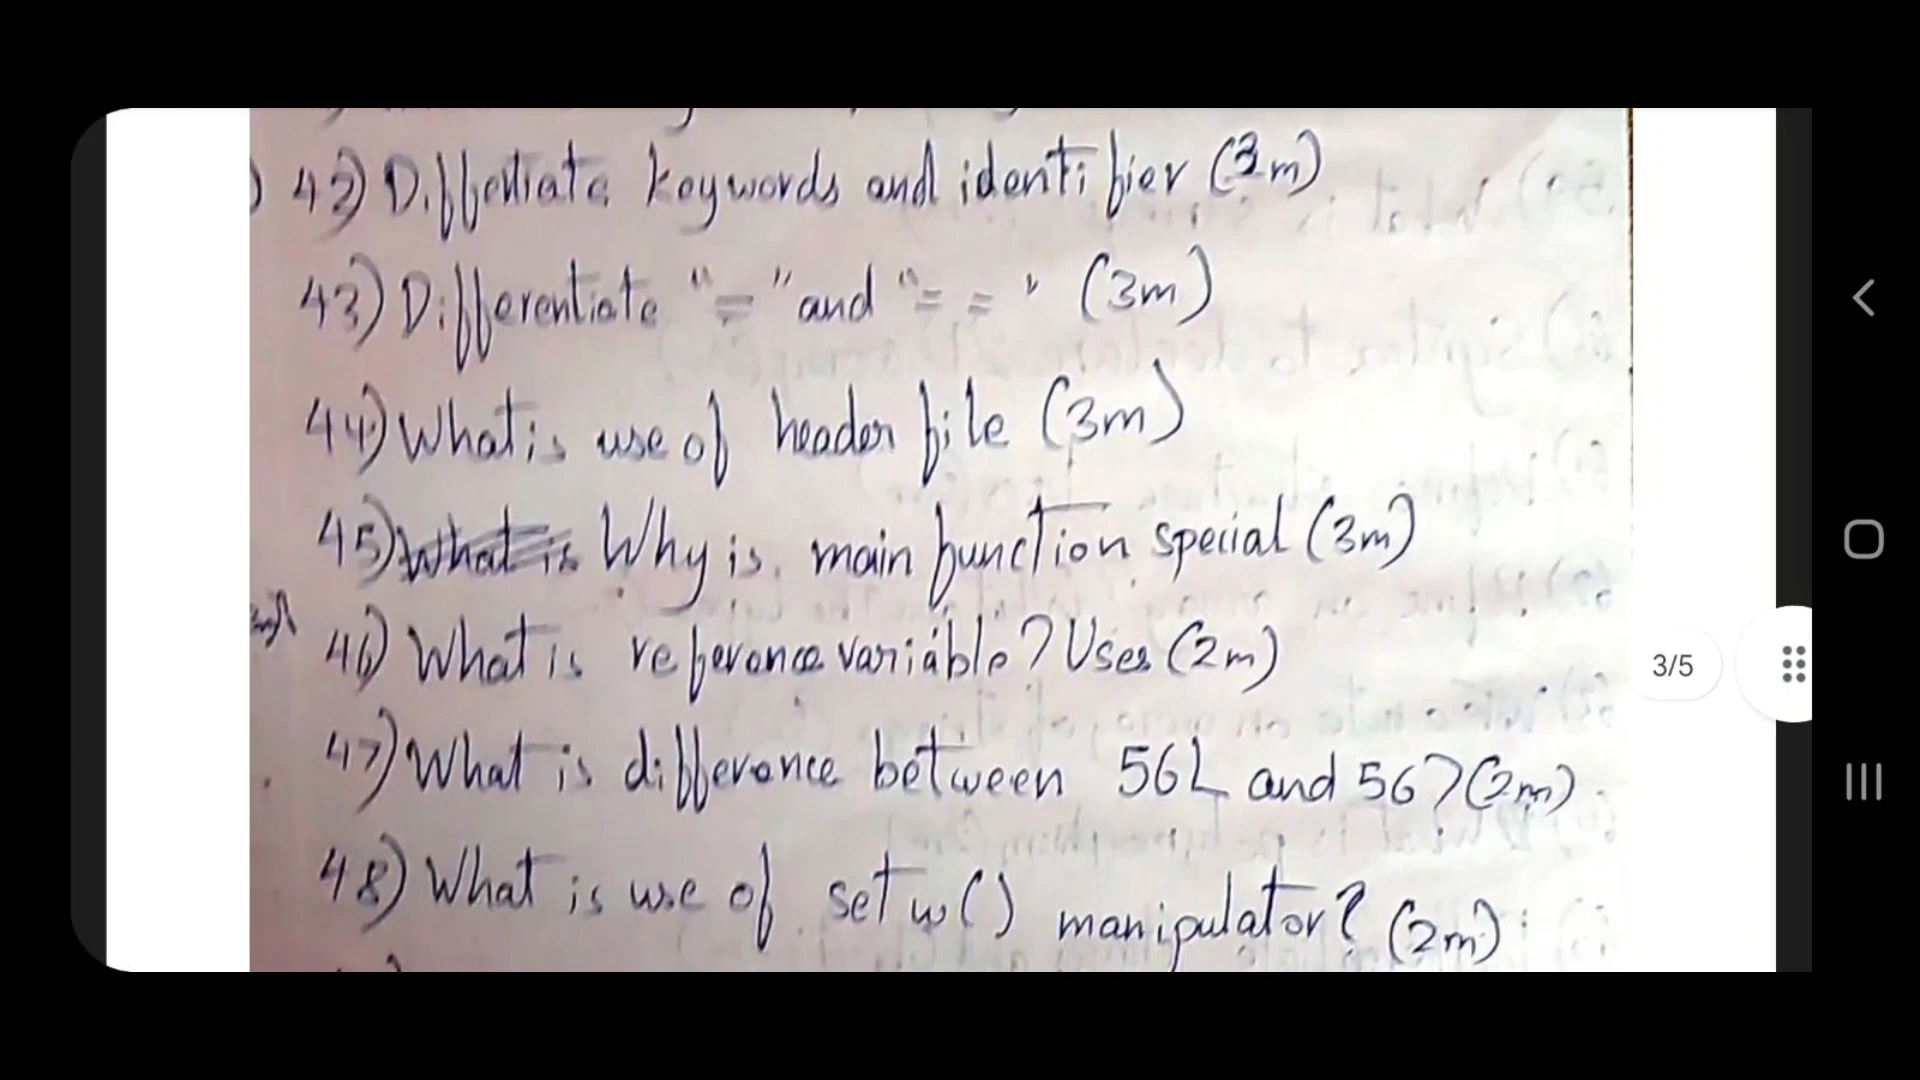 42) Diffetiate keywords and identifier (3m)
43) Differentiate "=" and "= =" (3m)
44) What is use of header file (3m)
45) What is Why is main function special (3m)
46) What is reference variable? Uses (2m)
47) What is difference between 56L and 56? (2m)
48) What is use of setw() manipulator? (2m)
3/5